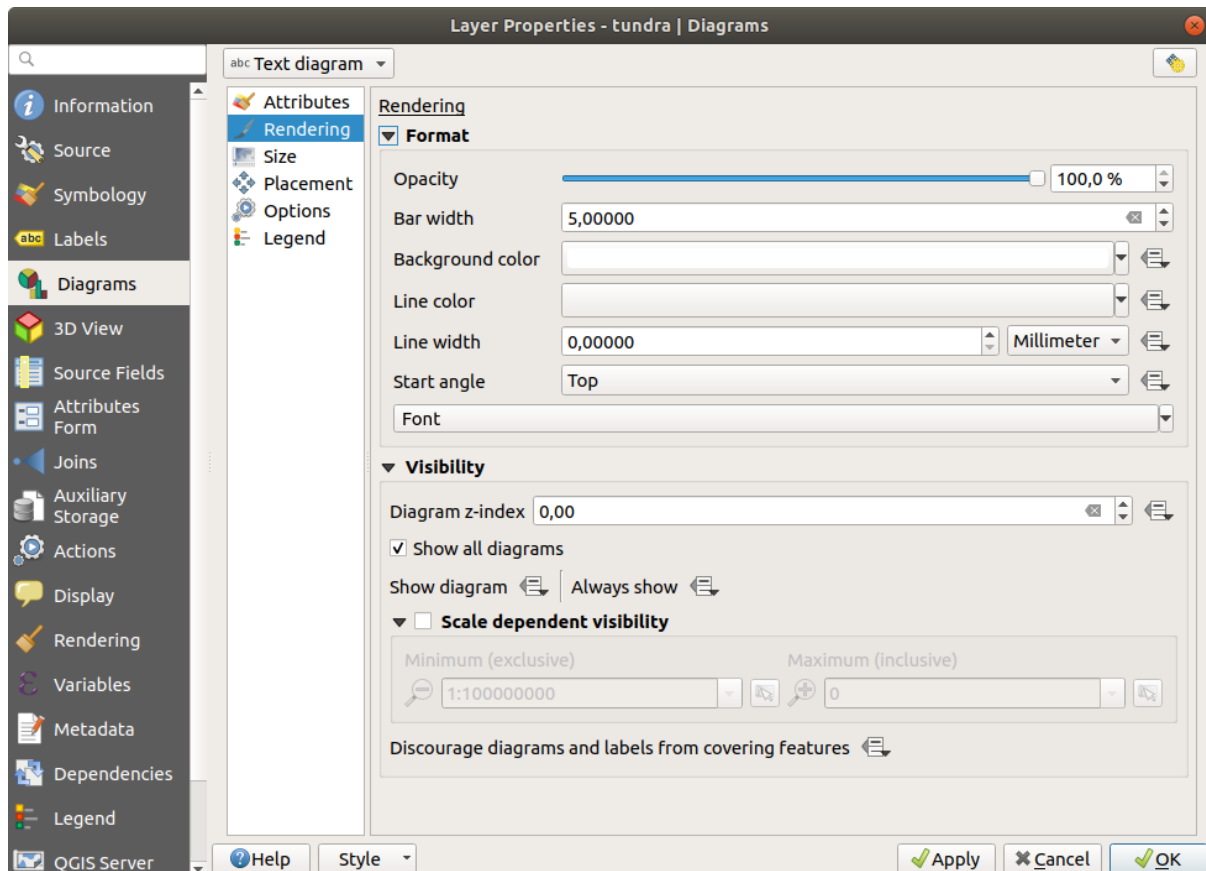 Layer Properties - tundra | Diagrams
abc Text diagram
Information
Source
Symbology
abc Labels
Diagrams
3D View
Source Fields
Attributes
Form
Joins
Auxiliary
Storage
Actions
Display
Rendering
Variables
Metadata
Dependencies
Legend
QGIS Server
Attributes
Rendering
Size
Placement
Options
Legend
Rendering
Format
Opacity 100,0 %
Bar width 5,00000
Background color
Line color
Line width 0,00000 Millimeter
Start angle Top
Font
Visibility
Diagram z-index 0,00
Show all diagrams
Show diagram Always show
Scale dependent visibility
Minimum (exclusive) Maximum (inclusive)
1:100000000 0
Discourage diagrams and labels from covering features
Help Style Apply Cancel OK